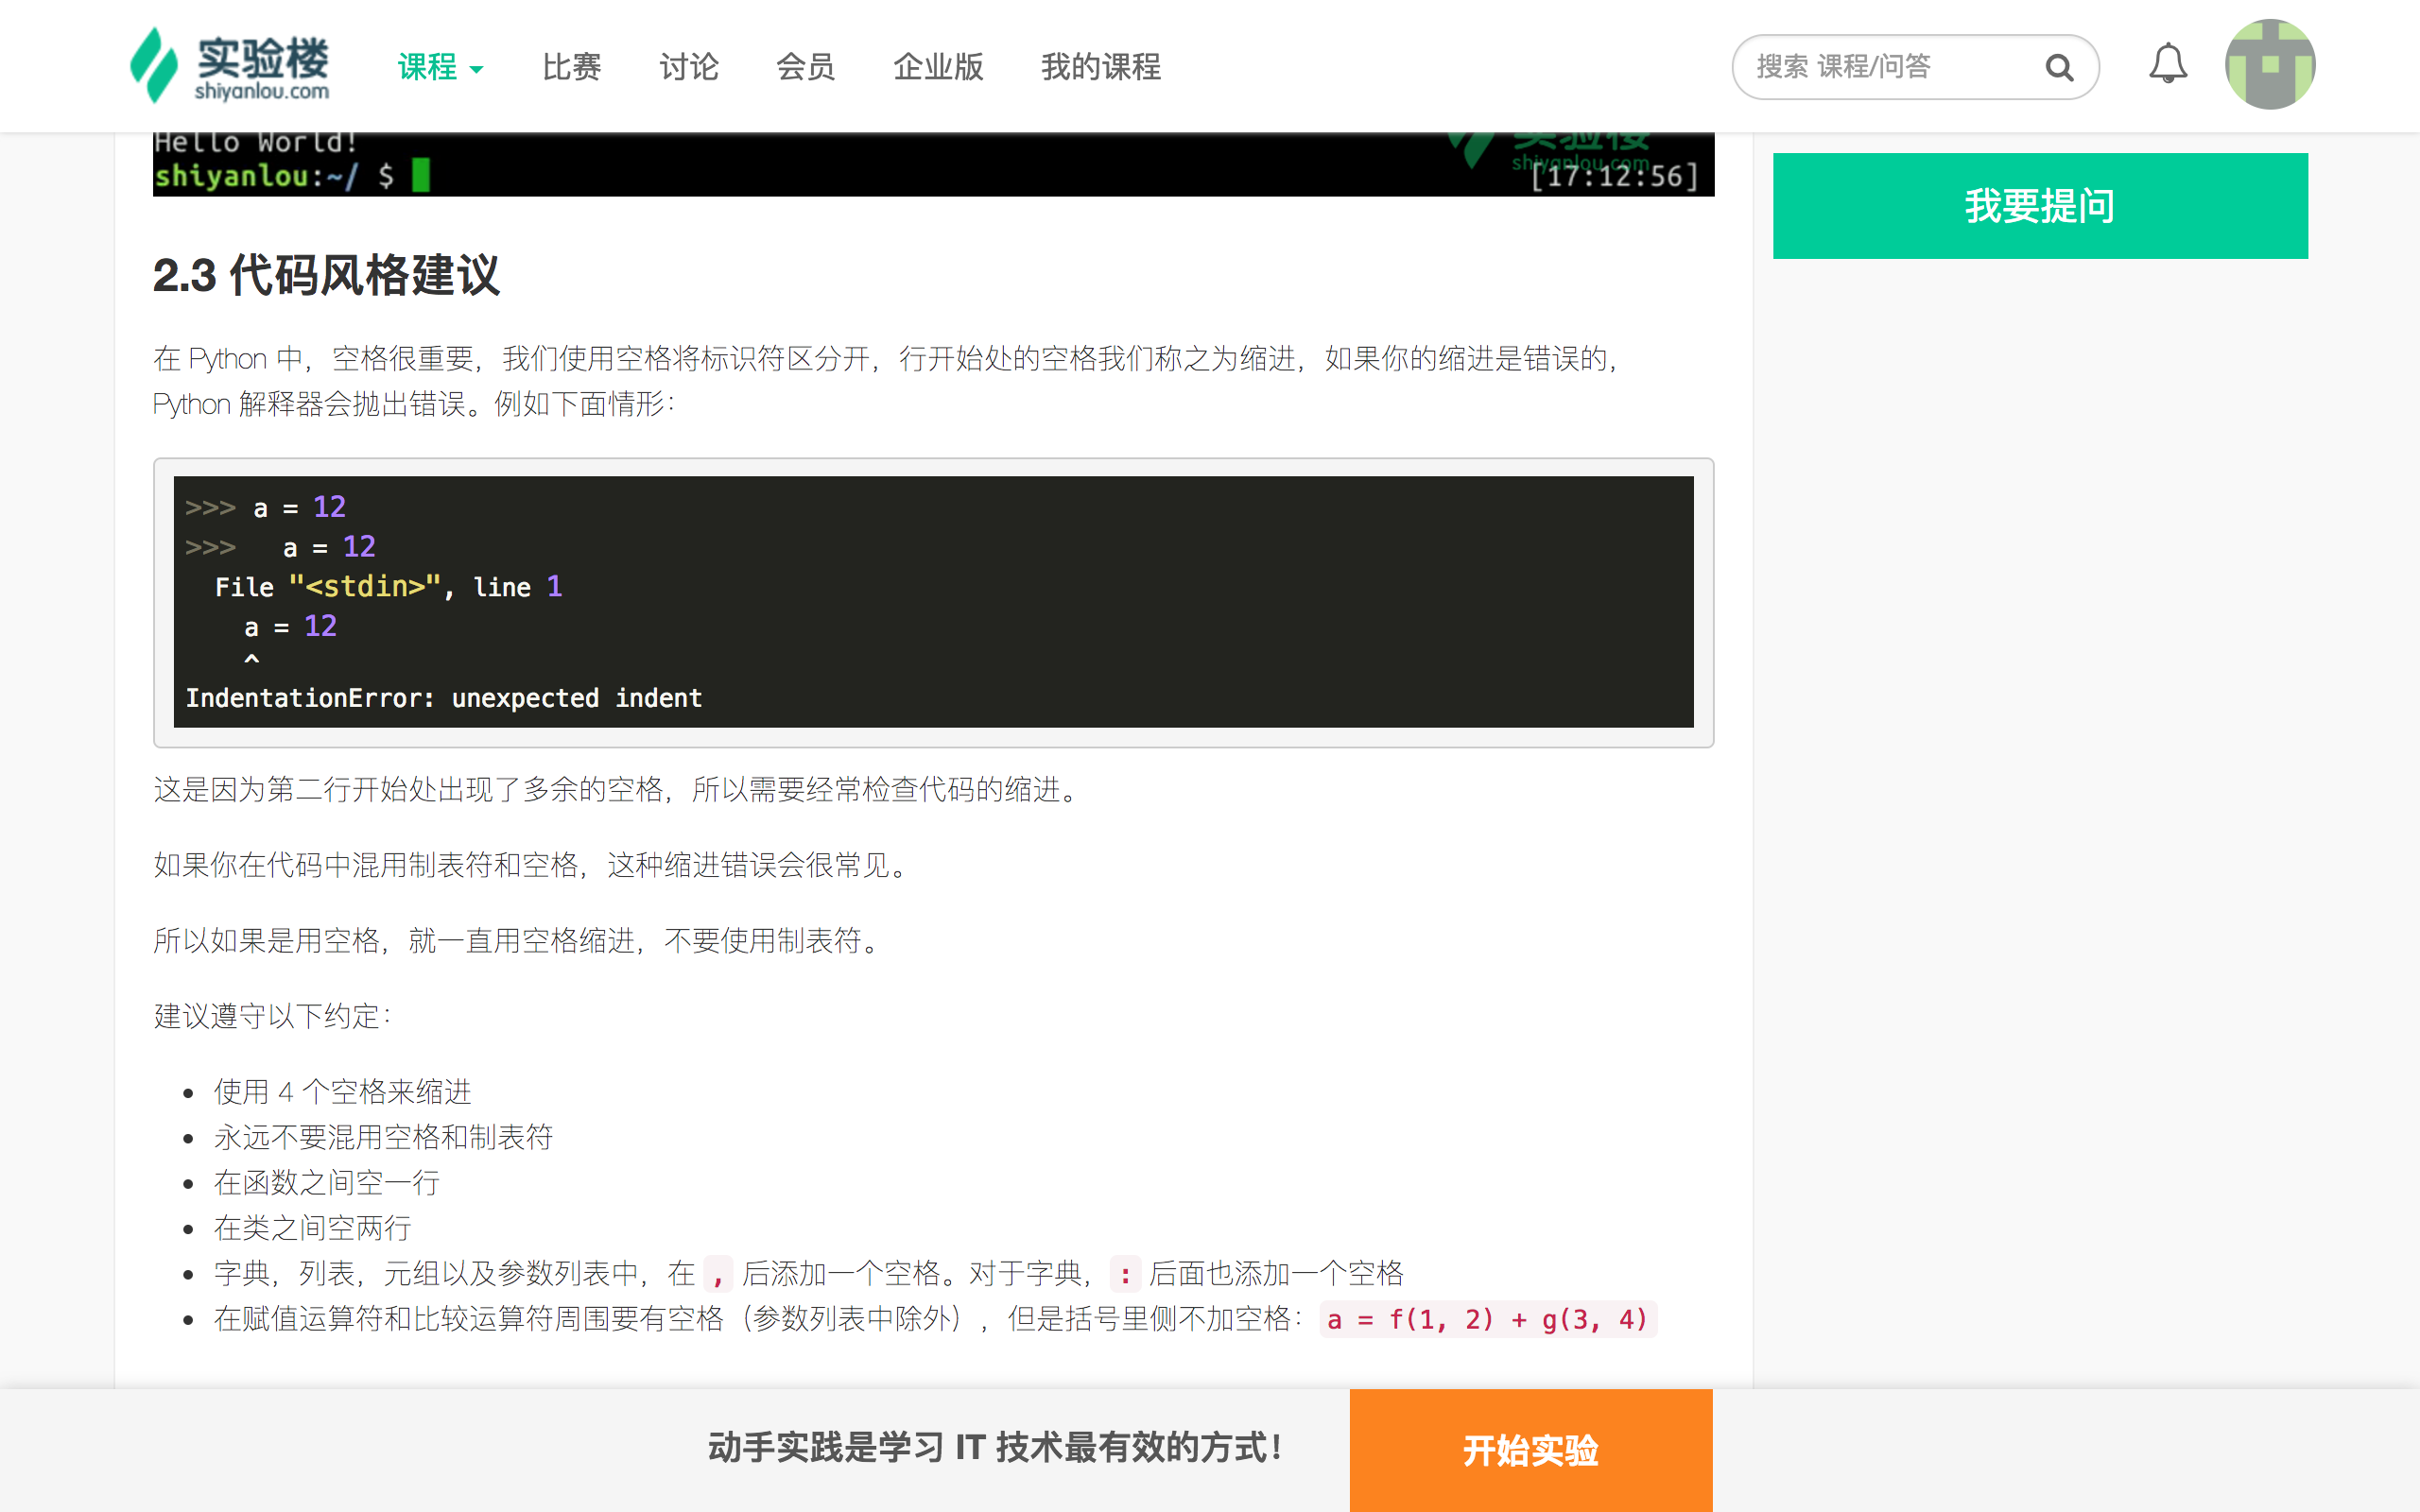 实验楼
shiyanlou.com
课程 比赛 讨论 会员 企业版 我的课程
搜索 课程/问答
Hello World!
实验楼
shiyanlou.com
shiyanlou:~/ $
[17:12:56]
我要提问
2.3 代码风格建议
在 Python 中，空格很重要，我们使用空格将标识符区分开，行开始处的空格我们称之为缩进，如果你的缩进是错误的，
Python 解释器会抛出错误。例如下面情形：
>>> a = 12
>>>   a = 12
  File "<stdin>", line 1
    a = 12
    ^
IndentationError: unexpected indent
这是因为第二行开始处出现了多余的空格，所以需要经常检查代码的缩进。
如果你在代码中混用制表符和空格，这种缩进错误会很常见。
所以如果是用空格，就一直用空格缩进，不要使用制表符。
建议遵守以下约定：
• 使用 4 个空格来缩进
• 永远不要混用空格和制表符
• 在函数之间空一行
• 在类之间空两行
• 字典，列表，元组以及参数列表中，在 , 后添加一个空格。对于字典， : 后面也添加一个空格
• 在赋值运算符和比较运算符周围要有空格（参数列表中除外），但是括号里侧不加空格： a = f(1, 2) + g(3, 4)
动手实践是学习 IT 技术最有效的方式！
开始实验